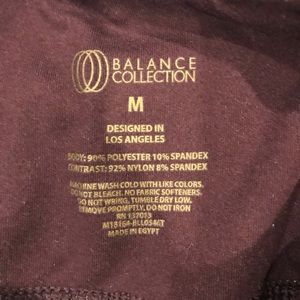 BALANCE
COLLECTION
M
DESIGNED IN
LOS ANGELES
BODY: 90% POLYESTER 10% SPANDEX
CONTRAST: 92% NYLON 8% SPANDEX
MACHINE WASH COLD WITH LIKE COLORS.
DO NOT BLEACH. NO FABRIC SOFTENERS.
DO NOT WRING, TUMBLE DRY LOW.
REMOVE PROMPTLY, DO NOT IRON
RN 137013
MADE IN EGYPT